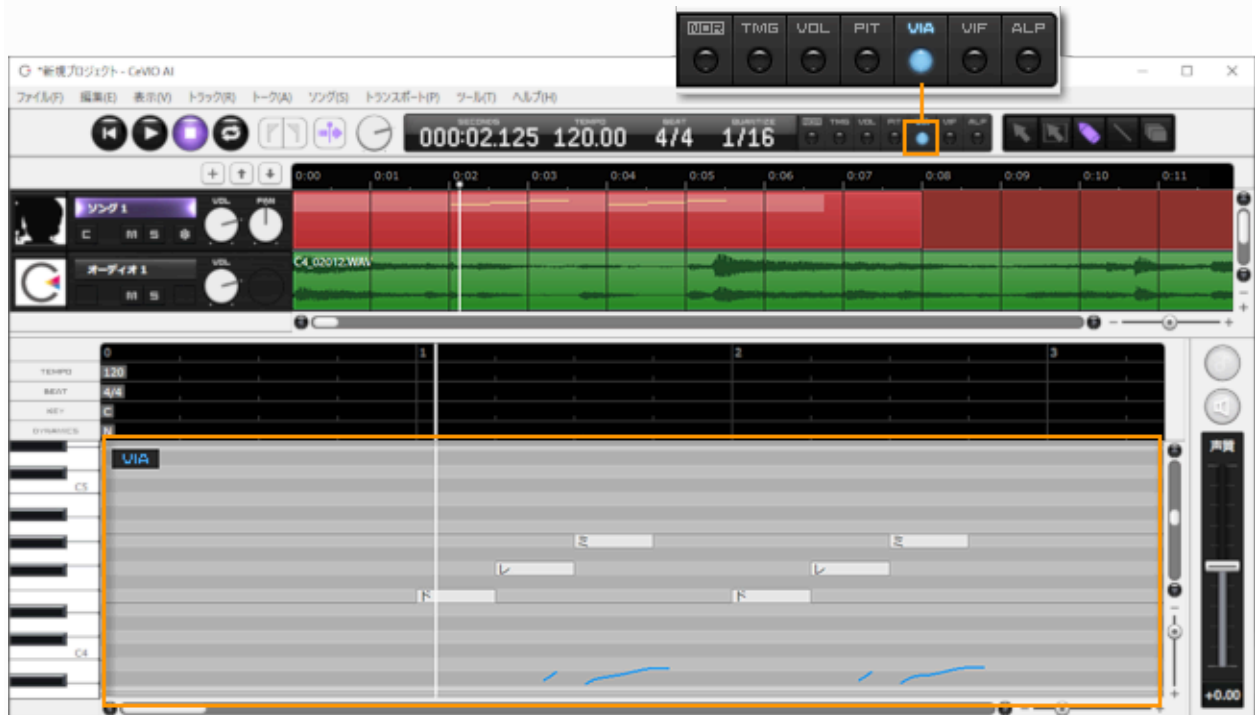 NOR TMG VOL PIT VIA VIF ALP
*新規プロジェクト - CeVIO AI
ファイル(F) 編集(E) 表示(V) トラック(R) トーク(A) ソング(S) トランスポート(P) ツール(T) ヘルプ(H)
SECONDS TEMPO BEAT QUANTIZE NOR TMG VOL PIT VIF ALP
000:02.125 120.00 4/4 1/16
0:00 0:01 0:02 0:03 0:04 0:05 0:06 0:07 0:08 0:09 0:10 0:11
ソング 1 VOL PAN
C M S
オーディオ 1 VOL C4_02012.WAV
M S
0 1 2 3
TEMPO 120
BEAT 4/4
KEY C
DYNAMICS N
VIA 声質
C5
ミ ミ
レ レ
ド ド
C4
+0.00